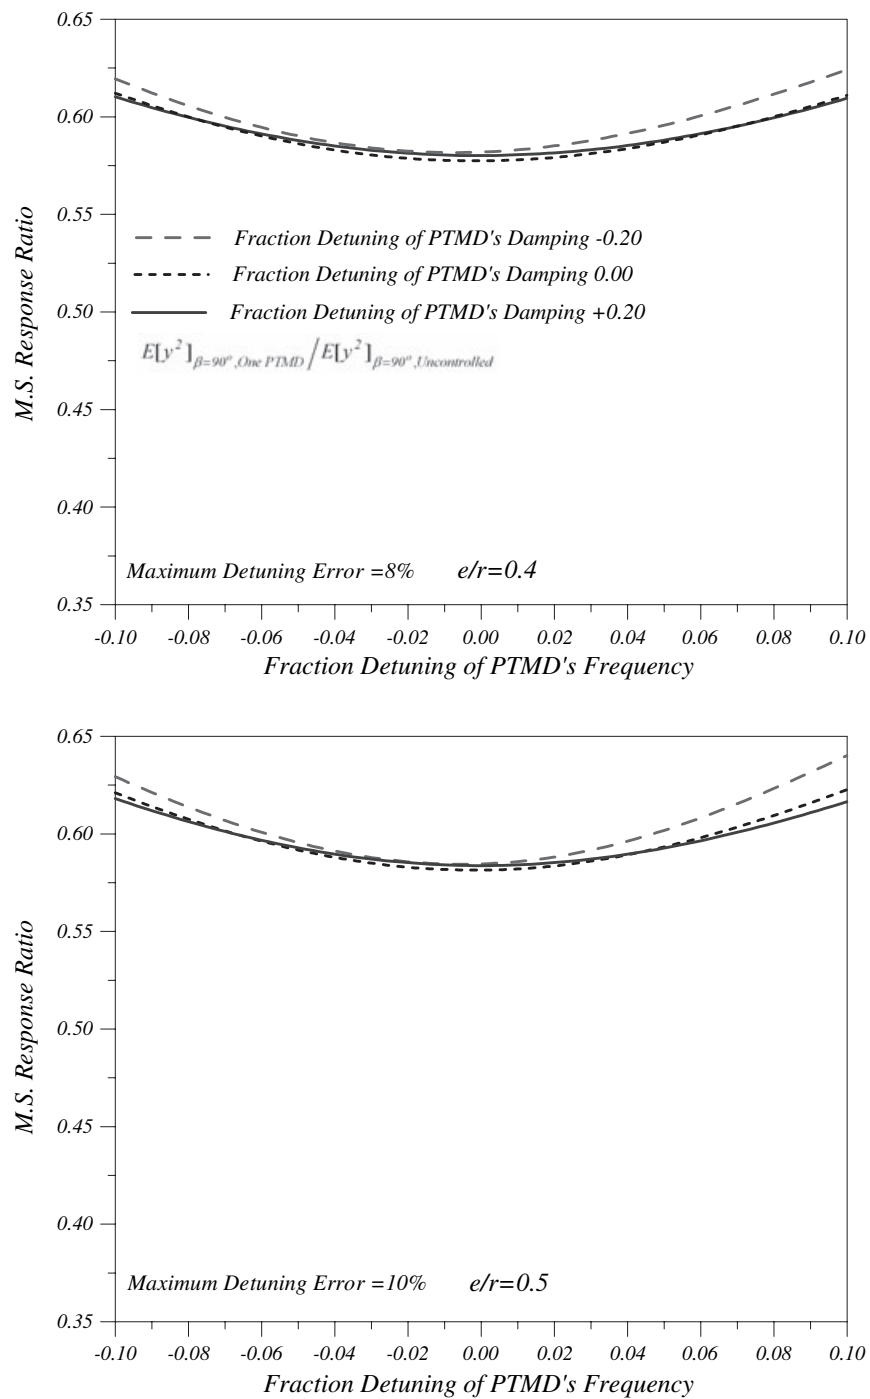 0.65
0.60
0.55
0.50
0.45
0.40
0.35
M.S. Response Ratio
Fraction Detuning of PTMD's Damping -0.20
Fraction Detuning of PTMD's Damping 0.00
Fraction Detuning of PTMD's Damping +0.20
E[y²]β=90°,One PTMD / E[y²]β=90°,Uncontrolled
Maximum Detuning Error =8% e/r=0.4
-0.10 -0.08 -0.06 -0.04 -0.02 0.00 0.02 0.04 0.06 0.08 0.10
Fraction Detuning of PTMD's Frequency
0.65
0.60
0.55
0.50
0.45
0.40
0.35
M.S. Response Ratio
Maximum Detuning Error =10% e/r=0.5
-0.10 -0.08 -0.06 -0.04 -0.02 0.00 0.02 0.04 0.06 0.08 0.10
Fraction Detuning of PTMD's Frequency